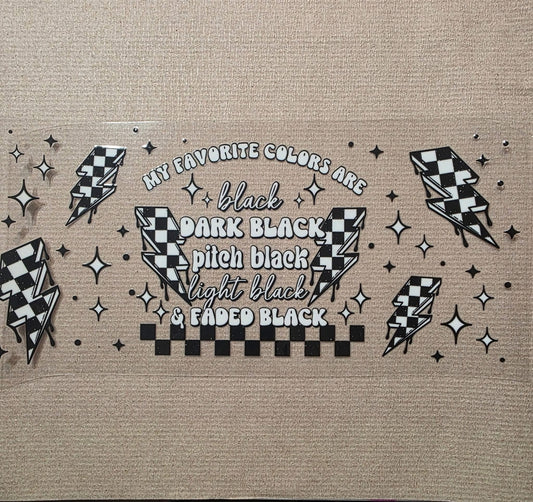 MY FAVORITE COLORS ARE
black
DARK BLACK
pitch black
light black
& FADED BLACK